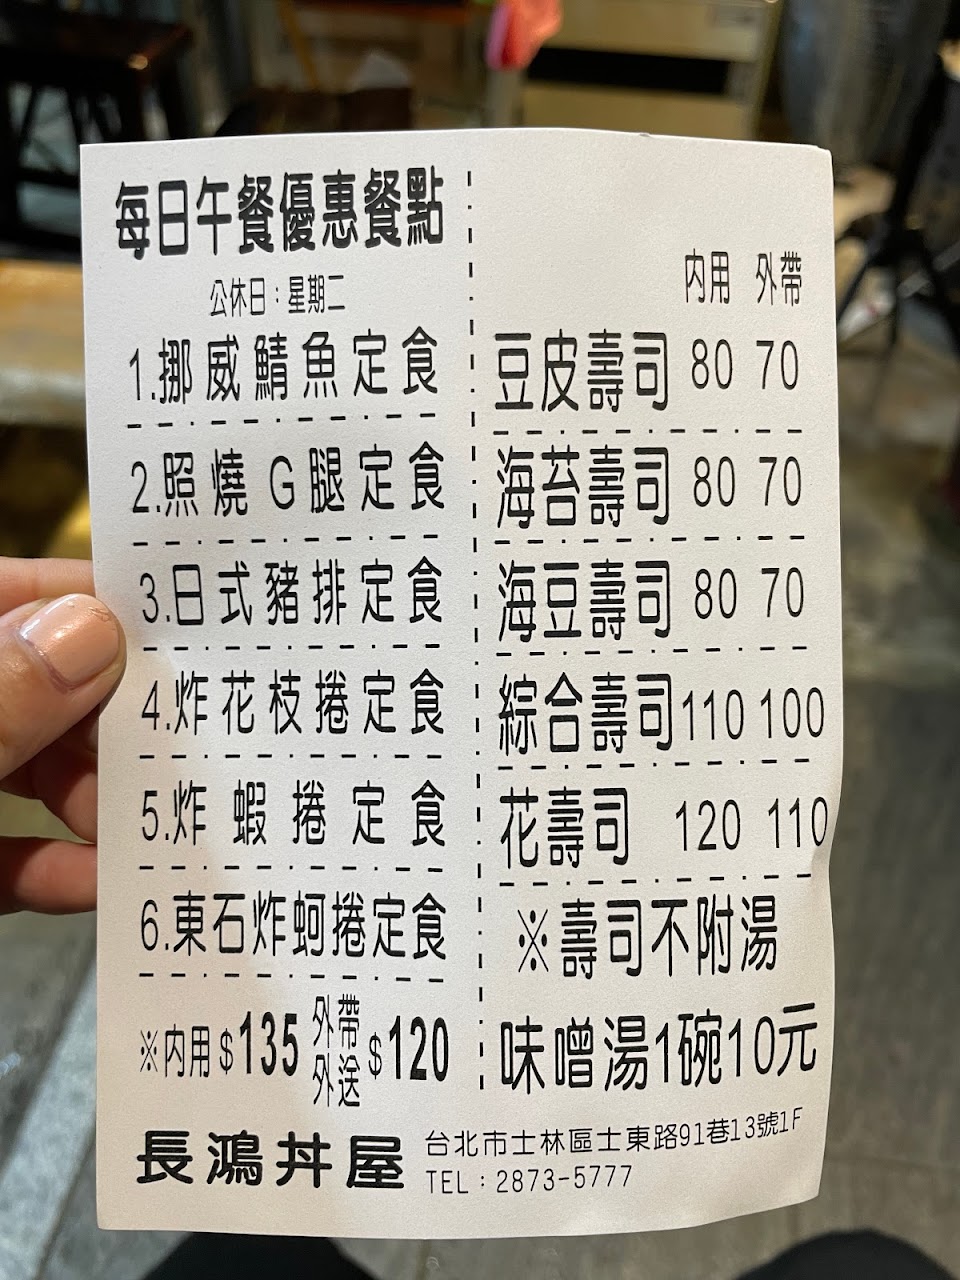 每日午餐優惠餐點
公休日：星期二
1.挪威鯖魚定食
2.照燒G腿定食
3.日式豬排定食
4.炸花枝捲定食
5.炸蝦捲定食
6.東石炸蚵捲定食
※內用$135 外帶外送$120
內用 外帶
豆皮壽司 80 70
海苔壽司 80 70
海豆壽司 80 70
綜合壽司 110 100
花壽司 120 110
※壽司不附湯
味噌湯1碗10元
長鴻丼屋
台北市士林區士東路91巷13號1F
TEL：2873-5777